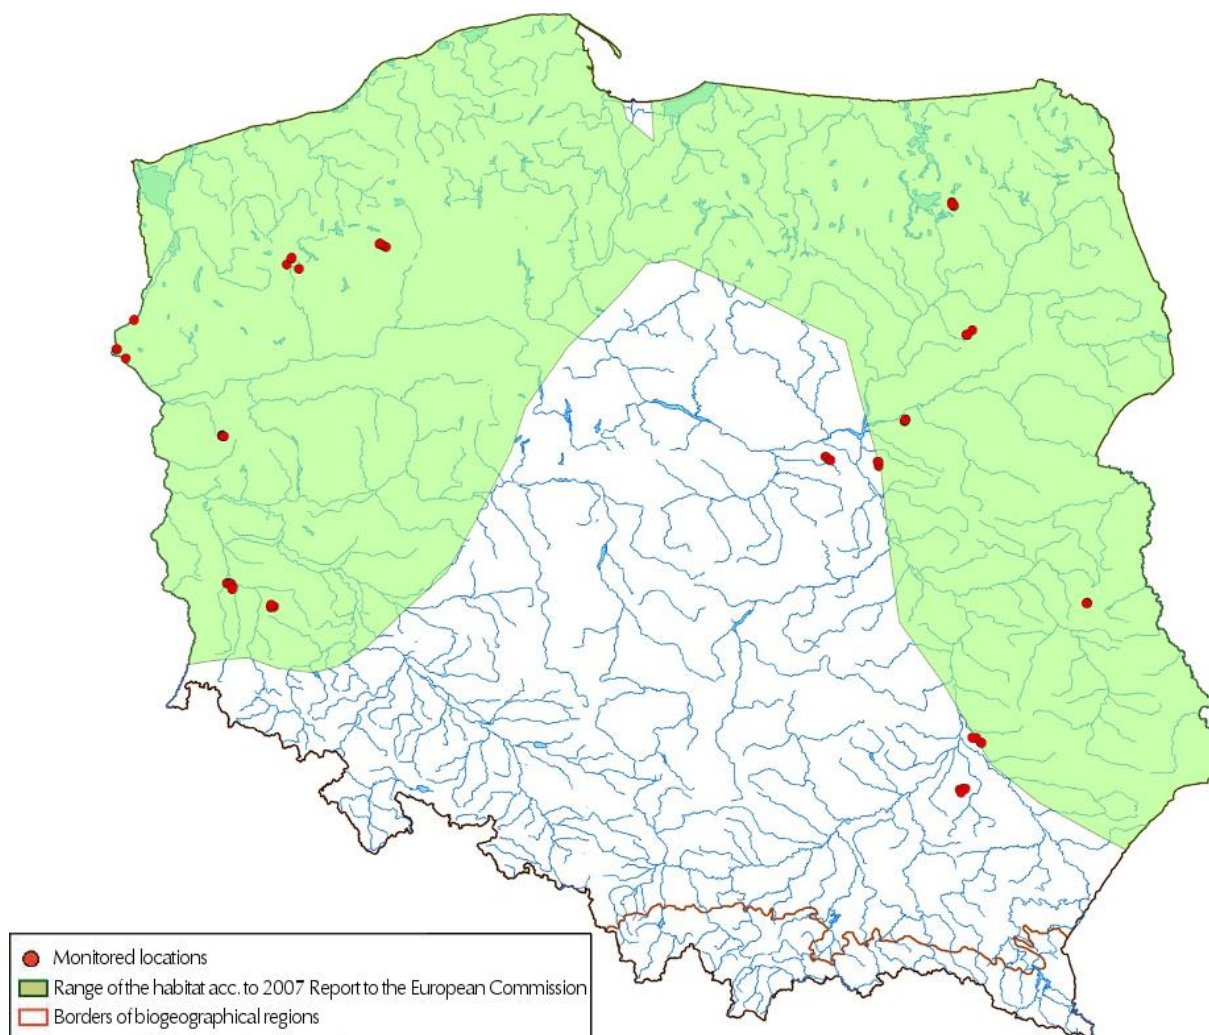 Monitored locations
Range of the habitat acc. to 2007 Report to the European Commission
Borders of biogeographical regions